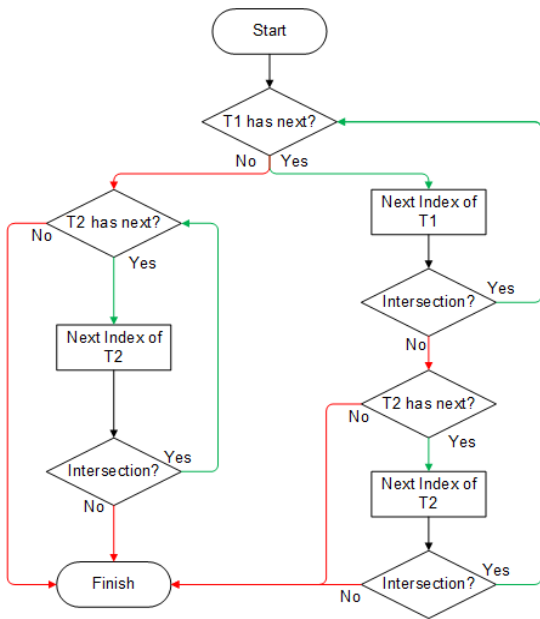 Start
T1 has next?
No
Yes
T2 has next?
No
Yes
Next Index of
T2
Intersection?
Yes
No
Next Index of
T1
Intersection?
Yes
No
T2 has next?
No
Yes
Next Index of
T2
Intersection?
Yes
No
Finish